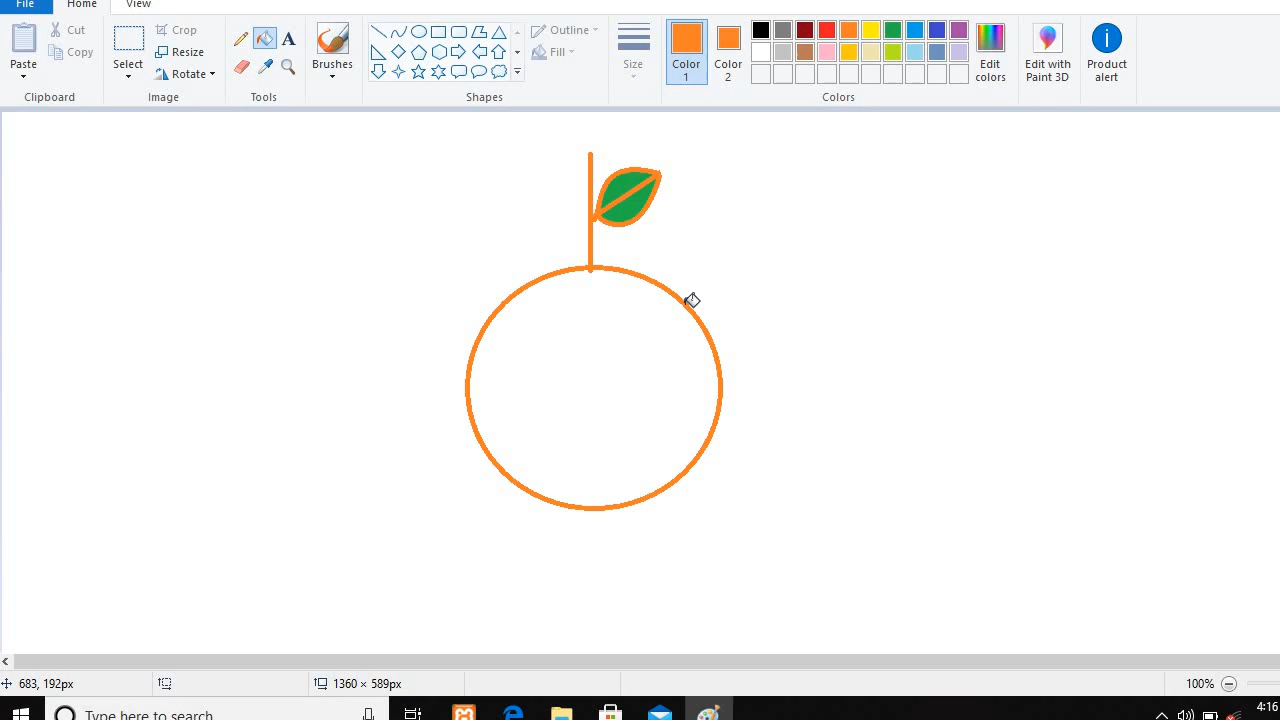 File Home View
Paste
Cut
Copy
Clipboard
Select
Crop
Resize
Rotate
Image
A
Tools
Brushes
Shapes
Outline
Fill
Size
Color
1
Color
2
Colors
Edit
colors
Edit with
Paint 3D
Product
alert
683, 192px
1360 × 589px
100%
Type here to search
4:16